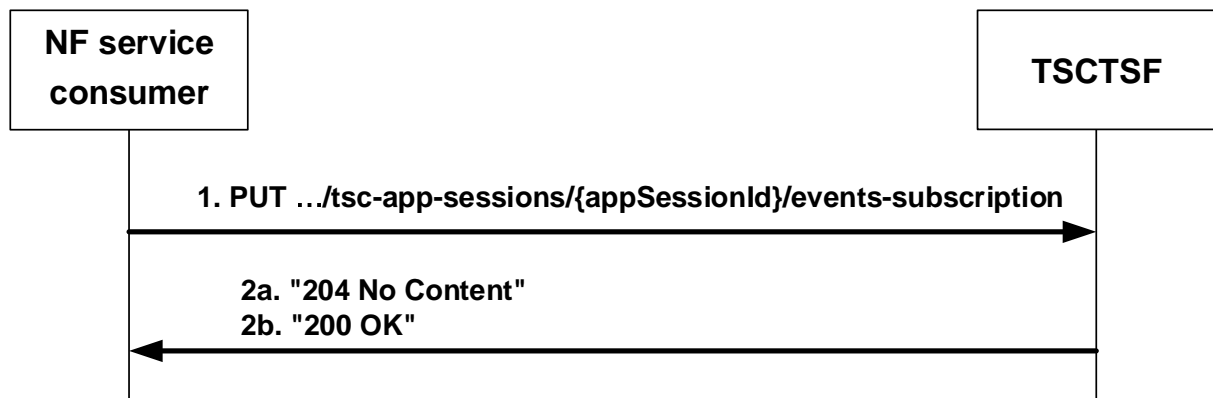 NF service
consumer
TSCTSF
1. PUT …/tsc-app-sessions/{appSessionId}/events-subscription
2a. "204 No Content"
2b. "200 OK"